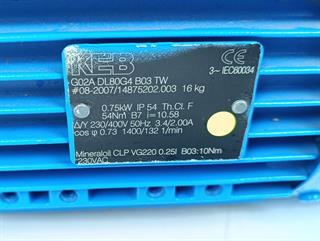 KEB
CE
G02A DL80G4 B03 TW
3~ IEC60034
#08-2007/14875202.003 16 kg
0.75kW IP 54 Th.Cl. F
54Nm B7 i=10.58
Δ/Y 230/400V 50Hz 3.4/2.00A
cos φ 0.73 1400/132 1/min
Mineraloil CLP VG220 0.25l B03:10Nm
230VAC